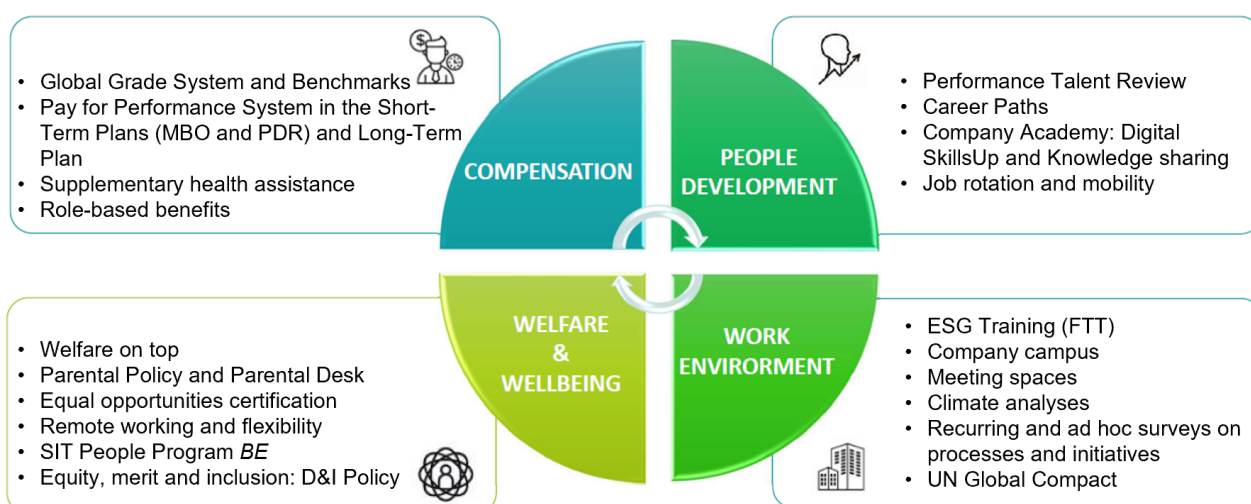 • Global Grade System and Benchmarks
• Pay for Performance System in the Short-
Term Plans (MBO and PDR) and Long-Term
Plan
• Supplementary health assistance
• Role-based benefits
COMPENSATION
PEOPLE
DEVELOPMENT
• Performance Talent Review
• Career Paths
• Company Academy: Digital
SkillsUp and Knowledge sharing
• Job rotation and mobility
• Welfare on top
• Parental Policy and Parental Desk
• Equal opportunities certification
• Remote working and flexibility
• SIT People Program BE
• Equity, merit and inclusion: D&I Policy
WELFARE
&
WELLBEING
WORK
ENVIRORMENT
• ESG Training (FTT)
• Company campus
• Meeting spaces
• Climate analyses
• Recurring and ad hoc surveys on
processes and initiatives
• UN Global Compact